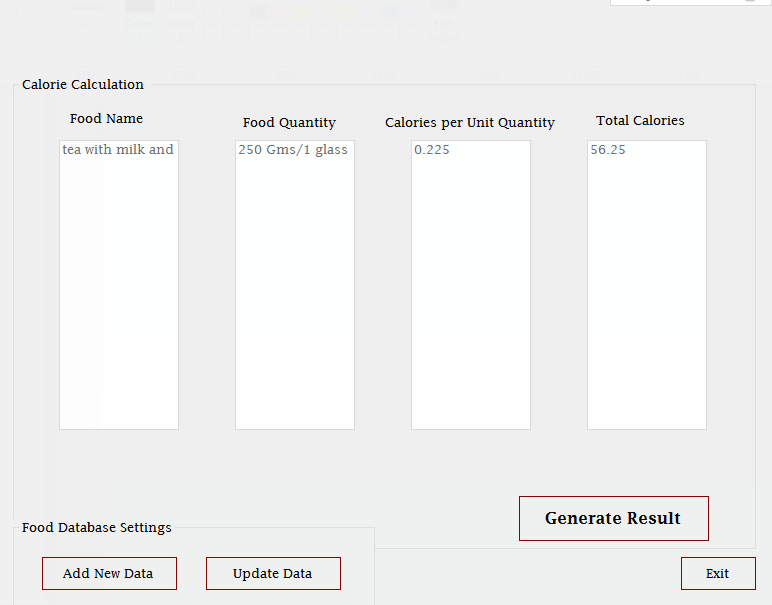 Calorie Calculation
Food Name
Food Quantity
Calories per Unit Quantity
Total Calories
tea with milk and
250 Gms/1 glass
0.225
56.25
Generate Result
Food Database Settings
Add New Data
Update Data
Exit